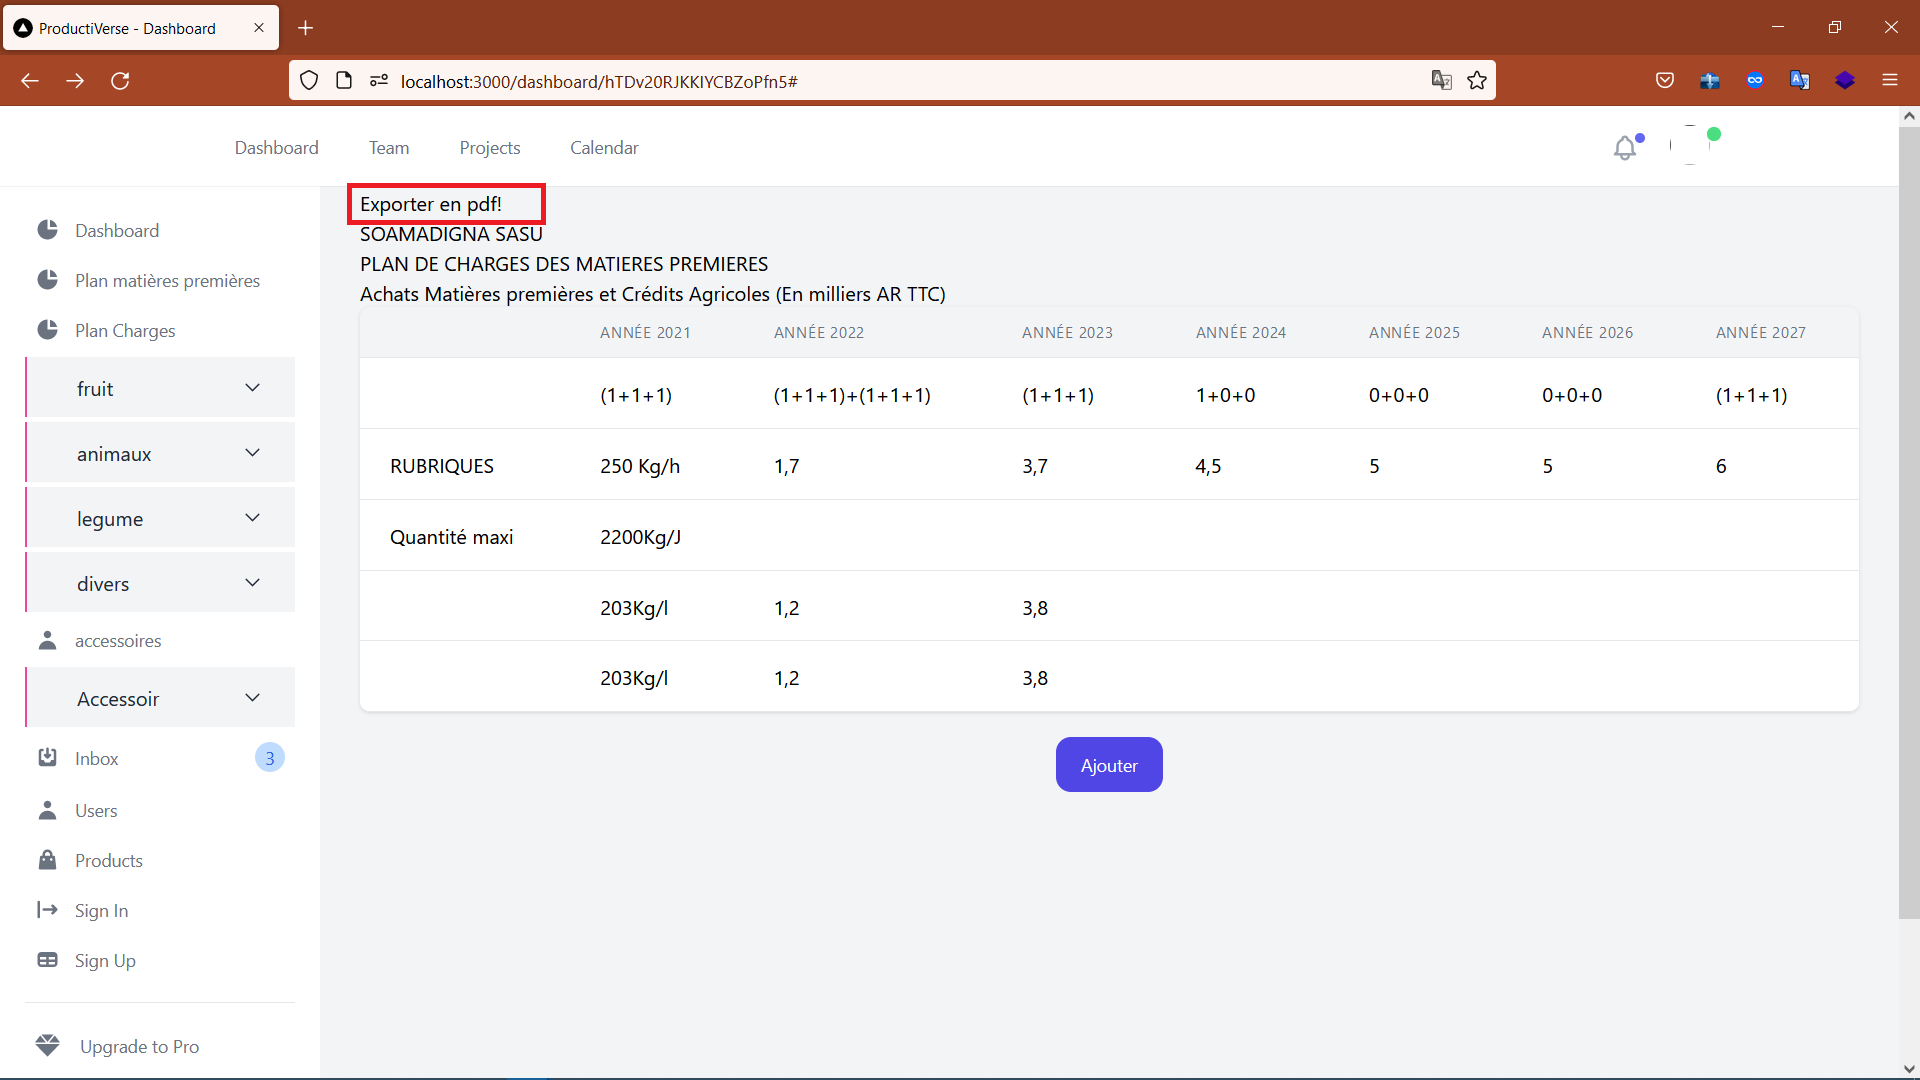 ProductiVerse - Dashboard
localhost:3000/dashboard/hTDv20RJKKIYCBZoPfn5#
Dashboard Team Projects Calendar
Dashboard
Plan matières premières
Plan Charges
fruit
animaux
legume
divers
accessoires
Accessoir
Inbox 3
Users
Products
Sign In
Sign Up
Upgrade to Pro
Exporter en pdf!
SOAMADIGNA SASU
PLAN DE CHARGES DES MATIERES PREMIERES
Achats Matières premières et Crédits Agricoles (En milliers AR TTC)
ANNÉE 2021 ANNÉE 2022 ANNÉE 2023 ANNÉE 2024 ANNÉE 2025 ANNÉE 2026 ANNÉE 2027
(1+1+1) (1+1+1)+(1+1+1) (1+1+1) 1+0+0 0+0+0 0+0+0 (1+1+1)
RUBRIQUES 250 Kg/h 1,7 3,7 4,5 5 5 6
Quantité maxi 2200Kg/J
203Kg/l 1,2 3,8
203Kg/l 1,2 3,8
Ajouter